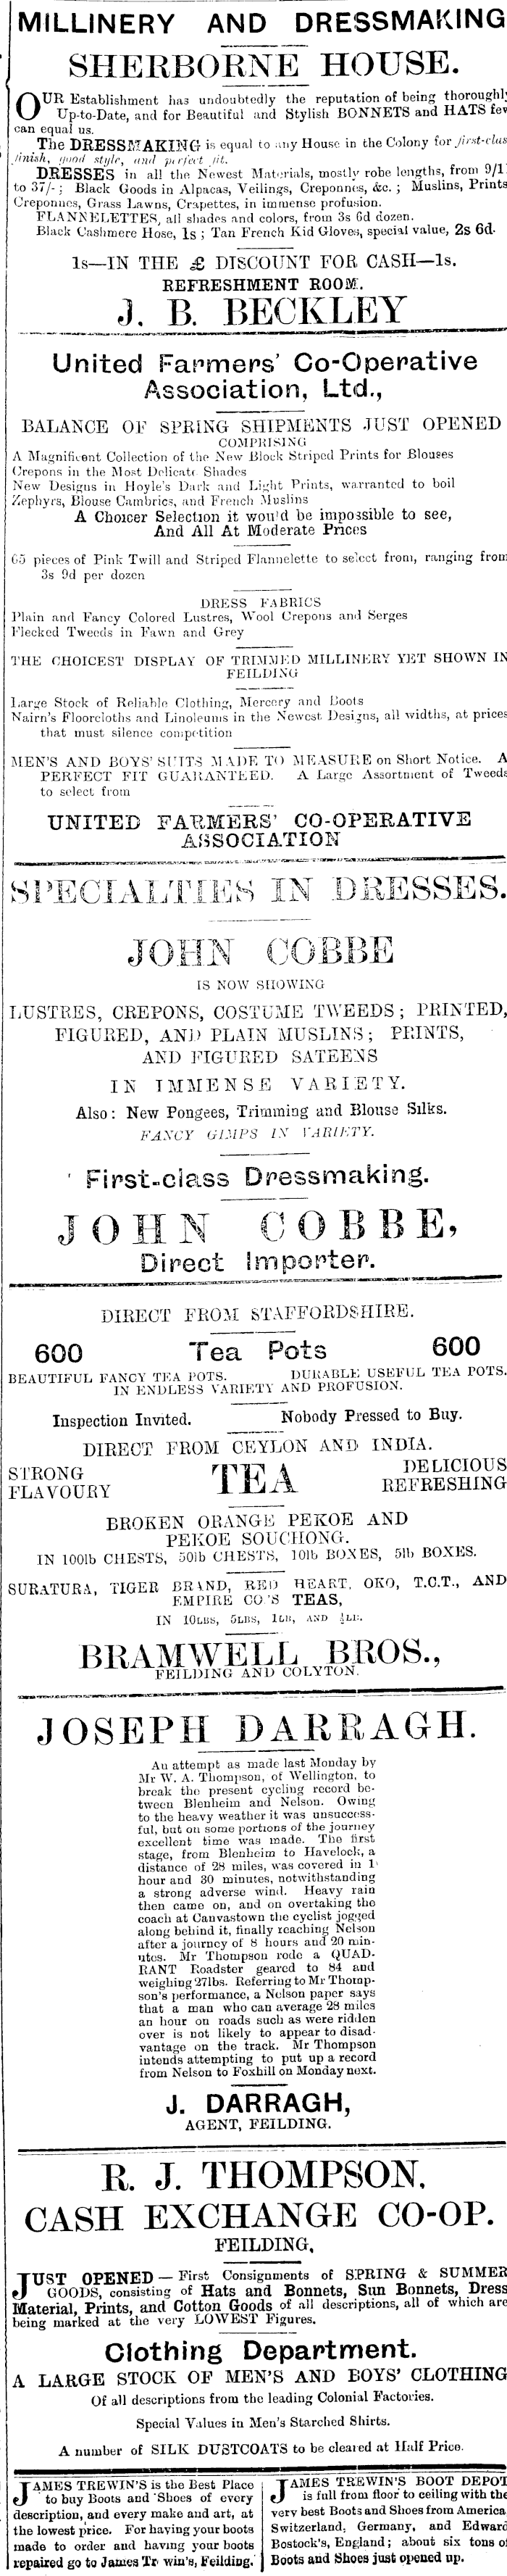 MILLINERY AND DRESSMAKING
SHERBORNE HOUSE.
OUR Establishment has undoubtedly the reputation of being thoroughly
Up-to-Date, and for Beautiful and Stylish BONNETS and HATS few
can equal us.
The DRESSMAKING is equal to any House in the Colony for first-clas
finish, good style, and perfect fit.
DRESSES in all the Newest Materials, mostly robe lengths, from 9/1
to 37/-; Black Goods in Alpacas, Veilings, Creponnes, &c.; Muslins, Prints
Creponnes, Grass Lawns, Crapettes, in immense profusion.
FLANNELETTES, all shades and colors, from 3s 6d dozen.
Black Cashmere Hose, 1s; Tan French Kid Gloves, special value, 2s 6d.
1s—IN THE £ DISCOUNT FOR CASH—1s.
REFRESHMENT ROOM.
J. B. BECKLEY
United Farmers' Co-Operative
Association, Ltd.,
BALANCE OF SPRING SHIPMENTS JUST OPENED
COMPRISING
A Magnificent Collection of the New Block Striped Prints for Blouses
Crepons in the Most Delicate Shades
New Designs in Hoyle's Dark and Light Prints, warranted to boil
Zephyrs, Blouse Cambrics, and French Muslins
A Choicer Selection it would be impossible to see,
And All At Moderate Prices
65 pieces of Pink Twill and Striped Flannelette to select from, ranging from
3s 9d per dozen
DRESS FABRICS
Plain and Fancy Colored Lustres, Wool Crepons and Serges
Flecked Tweeds in Fawn and Grey
THE CHOICEST DISPLAY OF TRIMMED MILLINERY YET SHOWN IN
FEILDING
Large Stock of Reliable Clothing, Mercery and Boots
Nairn's Floorcloths and Linoleums in the Newest Designs, all widths, at prices
that must silence competition
MEN'S AND BOYS' SUITS MADE TO MEASURE on Short Notice. A
PERFECT FIT GUARANTEED. A Large Assortment of Tweeds
to select from
UNITED FARMERS' CO-OPERATIVE
ASSOCIATION
SPECIALTIES IN DRESSES.
JOHN COBBE
IS NOW SHOWING
LUSTRES, CREPONS, COSTUME TWEEDS; PRINTED,
FIGURED, AND PLAIN MUSLINS; PRINTS,
AND FIGURED SATEENS
IN IMMENSE VARIETY.
Also: New Pongees, Trimming and Blouse Silks.
FANCY GIMPS IN VARIETY.
First-class Dressmaking.
JOHN COBBE,
Direct Importer.
DIRECT FROM STAFFORDSHIRE.
600 Tea Pots 600
BEAUTIFUL FANCY TEA POTS. DURABLE USEFUL TEA POTS.
IN ENDLESS VARIETY AND PROFUSION.
Inspection Invited. Nobody Pressed to Buy.
DIRECT FROM CEYLON AND INDIA.
STRONG FLAVOURY TEA DELICIOUS REFRESHING
BROKEN ORANGE PEKOE AND
PEKOE SOUCHONG.
IN 100lb CHESTS, 50lb CHESTS, 10lb BOXES, 5lb BOXES.
SURATURA, TIGER BRAND, RED HEART, OKO, T.C.T., AND
EMPIRE CO.'S TEAS,
IN 10LBS, 5LBS, 1LB, AND ½LB.
BRAMWELL BROS.,
FEILDING AND COLYTON.
JOSEPH DARRAGH.
An attempt as made last Monday by
Mr W. A. Thompson, of Wellington, to
break the present cycling record be-
tween Blenheim and Nelson. Owing
to the heavy weather it was unsuccess-
ful, but on some portions of the journey
excellent time was made. The first
stage, from Blenheim to Havelock, a
distance of 28 miles, was covered in 1
hour and 30 minutes, notwithstanding
a strong adverse wind. Heavy rain
then came on, and on overtaking the
coach at Canvastown the cyclist jogged
along behind it, finally reaching Nelson
after a journey of 8 hours and 20 min-
utes. Mr Thompson rode a QUAD-
RANT Roadster geared to 84 and
weighing 27lbs. Referring to Mr Thomp-
son's performance, a Nelson paper says
that a man who can average 28 miles
an hour on roads such as were ridden
over is not likely to appear to disad-
vantage on the track. Mr Thompson
intends attempting to put up a record
from Nelson to Foxhill on Monday next.
J. DARRAGH,
AGENT, FEILDING.
R. J. THOMPSON,
CASH EXCHANGE CO-OP.
FEILDING,
JUST OPENED — First Consignments of SPRING & SUMMER
GOODS, consisting of Hats and Bonnets, Sun Bonnets, Dress
Material, Prints, and Cotton Goods of all descriptions, all of which are
being marked at the very LOWEST Figures.
Clothing Department.
A LARGE STOCK OF MEN'S AND BOYS' CLOTHING
Of all descriptions from the leading Colonial Factories.
Special Values in Men's Starched Shirts.
A number of SILK DUSTCOATS to be cleared at Half Price.
JAMES TREWIN'S is the Best Place
to buy Boots and Shoes of every
description, and every make and art, at
the lowest price. For having your boots
made to order and having your boots
repaired go to James Tr win's, Feilding.
JAMES TREWIN'S BOOT DEPOT
is full from floor to ceiling with the
very best Boots and Shoes from America
Switzerland, Germany, and Edward
Bostock's, England; about six tons of
Boots and Shoes just opened up.